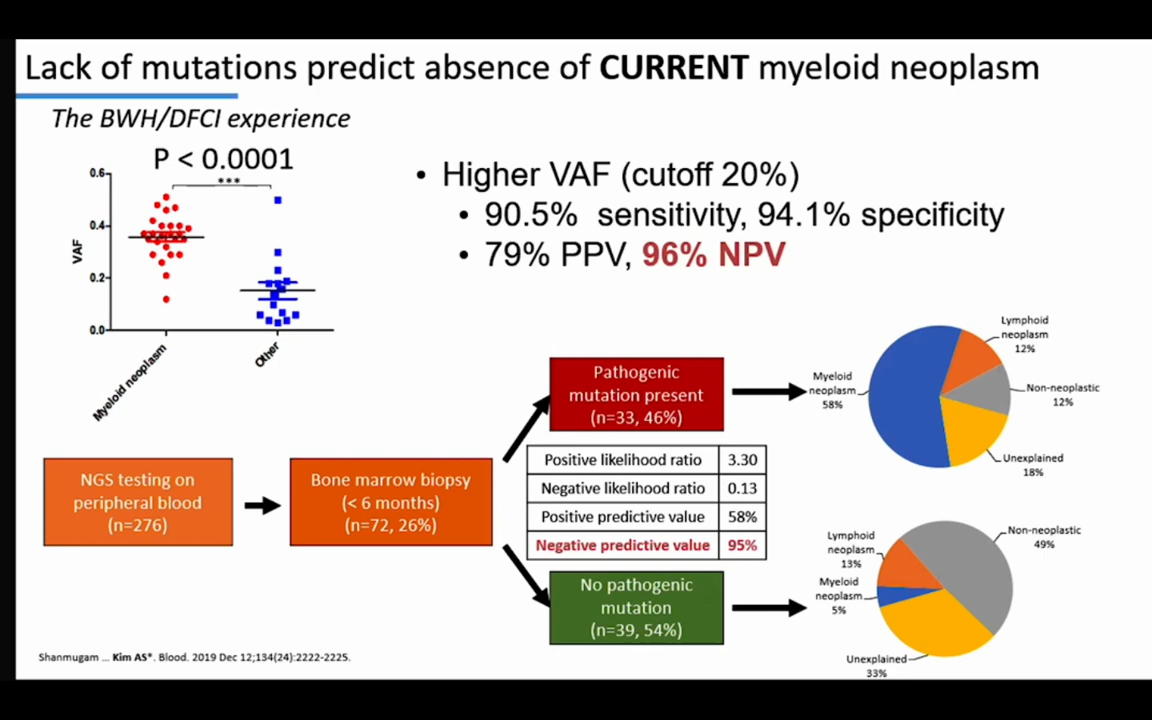 Lack of mutations predict absence of CURRENT myeloid neoplasm
The BWH/DFCI experience
P < 0.0001
***
0.6
0.4
0.2
0.0
VAF
Myeloid neoplasm
Other
• Higher VAF (cutoff 20%)
• 90.5% sensitivity, 94.1% specificity
• 79% PPV, 96% NPV
NGS testing on
peripheral blood
(n=276)
Bone marrow biopsy
(< 6 months)
(n=72, 26%)
Pathogenic
mutation present
(n=33, 46%)
Positive likelihood ratio 3.30
Negative likelihood ratio 0.13
Positive predictive value 58%
Negative predictive value 95%
No pathogenic
mutation
(n=39, 54%)
Lymphoid
neoplasm
12%
Myeloid
neoplasm
58%
Non-neoplastic
12%
Unexplained
18%
Non-neoplastic
49%
Lymphoid
neoplasm
13%
Myeloid
neoplasm
5%
Unexplained
33%
Shanmugam ... Kim AS*. Blood. 2019 Dec 12;134(24):2222-2225.